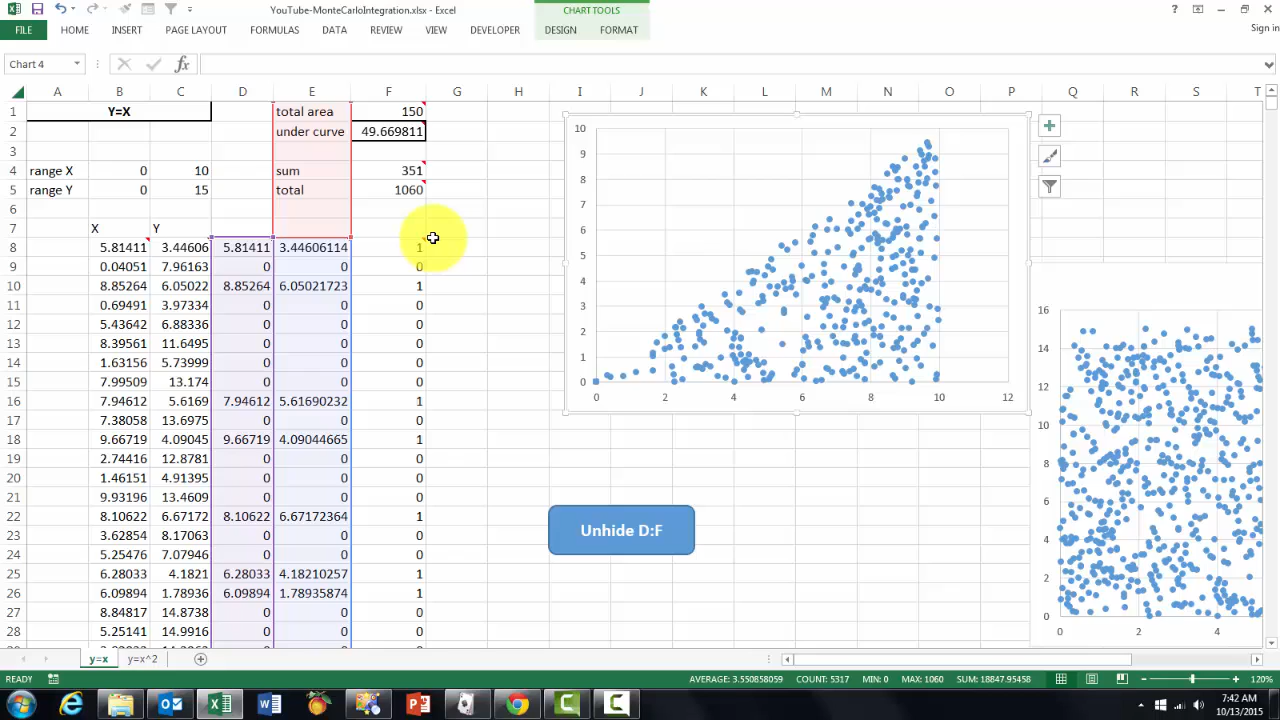 YouTube-MonteCarloIntegration.xlsx - Excel
CHART TOOLS
?
FILE HOME INSERT PAGE LAYOUT FORMULAS DATA REVIEW VIEW DEVELOPER DESIGN FORMAT Sign in
Chart 4 fx
A B C D E F G H I J K L M N O P Q R S T
1 Y=X total area 150
2 under curve 49.669811
3
4 range X 0 10 sum 351
5 range Y 0 15 total 1060
6
7 X Y
8 5.81411 3.44606 5.81411 3.44606114 1
9 0.04051 7.96163 0 0 0
10 8.85264 6.05022 8.85264 6.05021723 1
11 0.69491 3.97334 0 0 0
12 5.43642 6.88336 0 0 0
13 8.39561 11.6495 0 0 0
14 1.63156 5.73999 0 0 0
15 7.99509 13.174 0 0 0
16 7.94612 5.6169 7.94612 5.61690232 1
17 7.38058 13.6975 0 0 0
18 9.66719 4.09045 9.66719 4.09044665 1
19 2.74416 12.8781 0 0 0
20 1.46151 4.91395 0 0 0
21 9.93196 13.4609 0 0 0
22 8.10622 6.67172 8.10622 6.67172364 1
23 3.62854 8.17063 0 0 0
24 5.25476 7.07946 0 0 0
25 6.28033 4.1821 6.28033 4.18210257 1
26 6.09894 1.78936 6.09894 1.78935874 1
27 8.84817 14.8738 0 0 0
28 5.25141 14.9916 0 0 0
10
9
8
7
6
5
4
3
2
1
0
0 2 4 6 8 10 12
Unhide D:F
16
14
12
10
8
6
4
2
0
0 2 4
y=x y=x^2
READY AVERAGE: 3.550858059 COUNT: 5317 MIN: 0 MAX: 1060 SUM: 18847.95458 120%
7:42 AM
10/13/2015